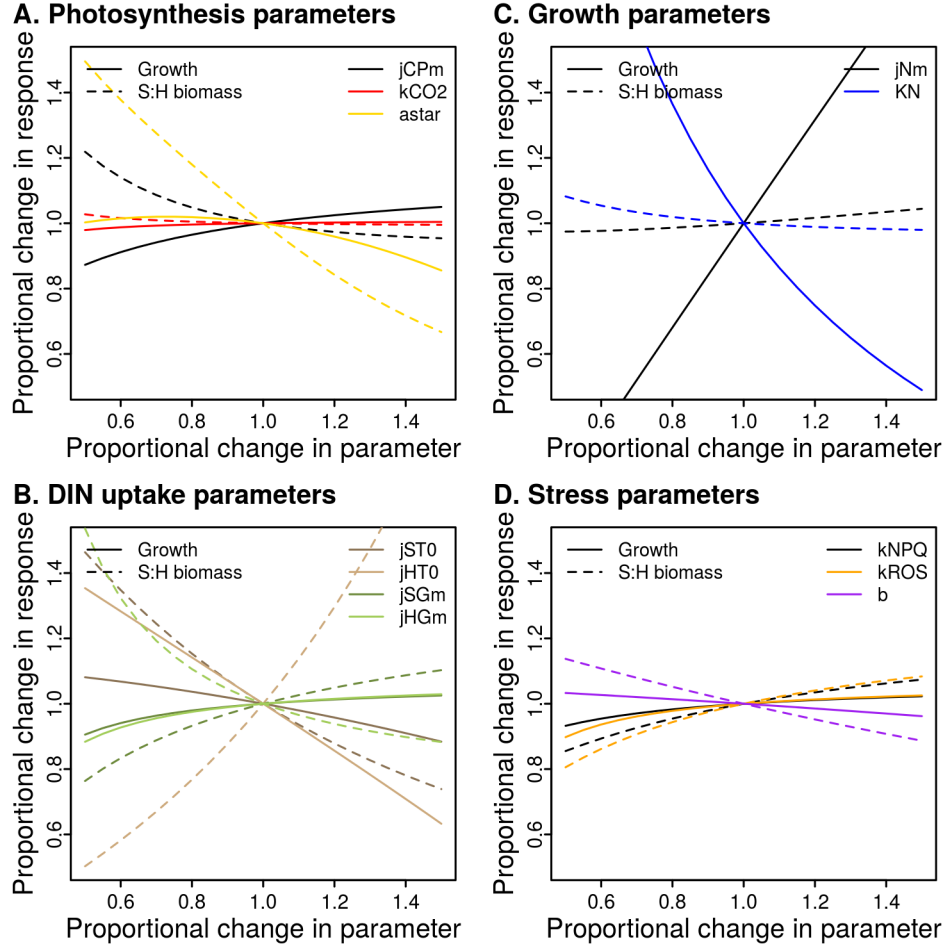 A. Photosynthesis parameters
Proportional change in response
1.4
1.2
1.0
0.8
0.6
Growth
S:H biomass
jCPm
kCO2
astar
0.6 0.8 1.0 1.2 1.4
Proportional change in parameter
C. Growth parameters
Proportional change in response
1.4
1.2
1.0
0.8
0.6
Growth
S:H biomass
jNm
KN
0.6 0.8 1.0 1.2 1.4
Proportional change in parameter
B. DIN uptake parameters
Proportional change in response
1.4
1.2
1.0
0.8
0.6
Growth
S:H biomass
jST0
jHT0
jSGm
jHGm
0.6 0.8 1.0 1.2 1.4
Proportional change in parameter
D. Stress parameters
Proportional change in response
1.4
1.2
1.0
0.8
0.6
Growth
S:H biomass
kNPQ
kROS
b
0.6 0.8 1.0 1.2 1.4
Proportional change in parameter